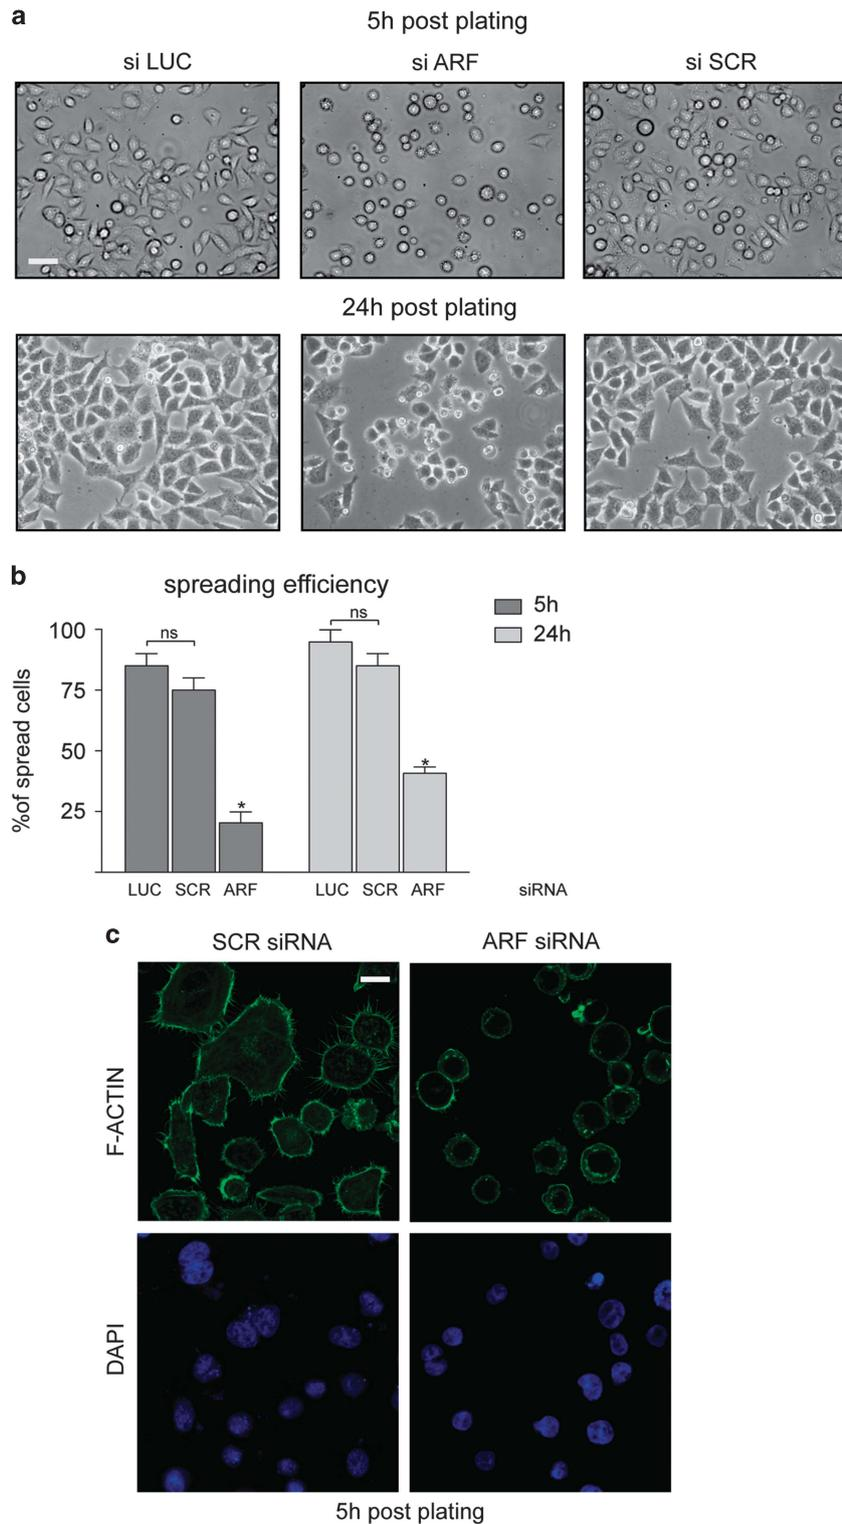 a
5h post plating
si LUC si ARF si SCR
24h post plating
b
spreading efficiency
5h
24h
%of spread cells
100
75
50
25
ns
ns
*
*
LUC SCR ARF LUC SCR ARF siRNA
c
SCR siRNA ARF siRNA
F-ACTIN
DAPI
5h post plating